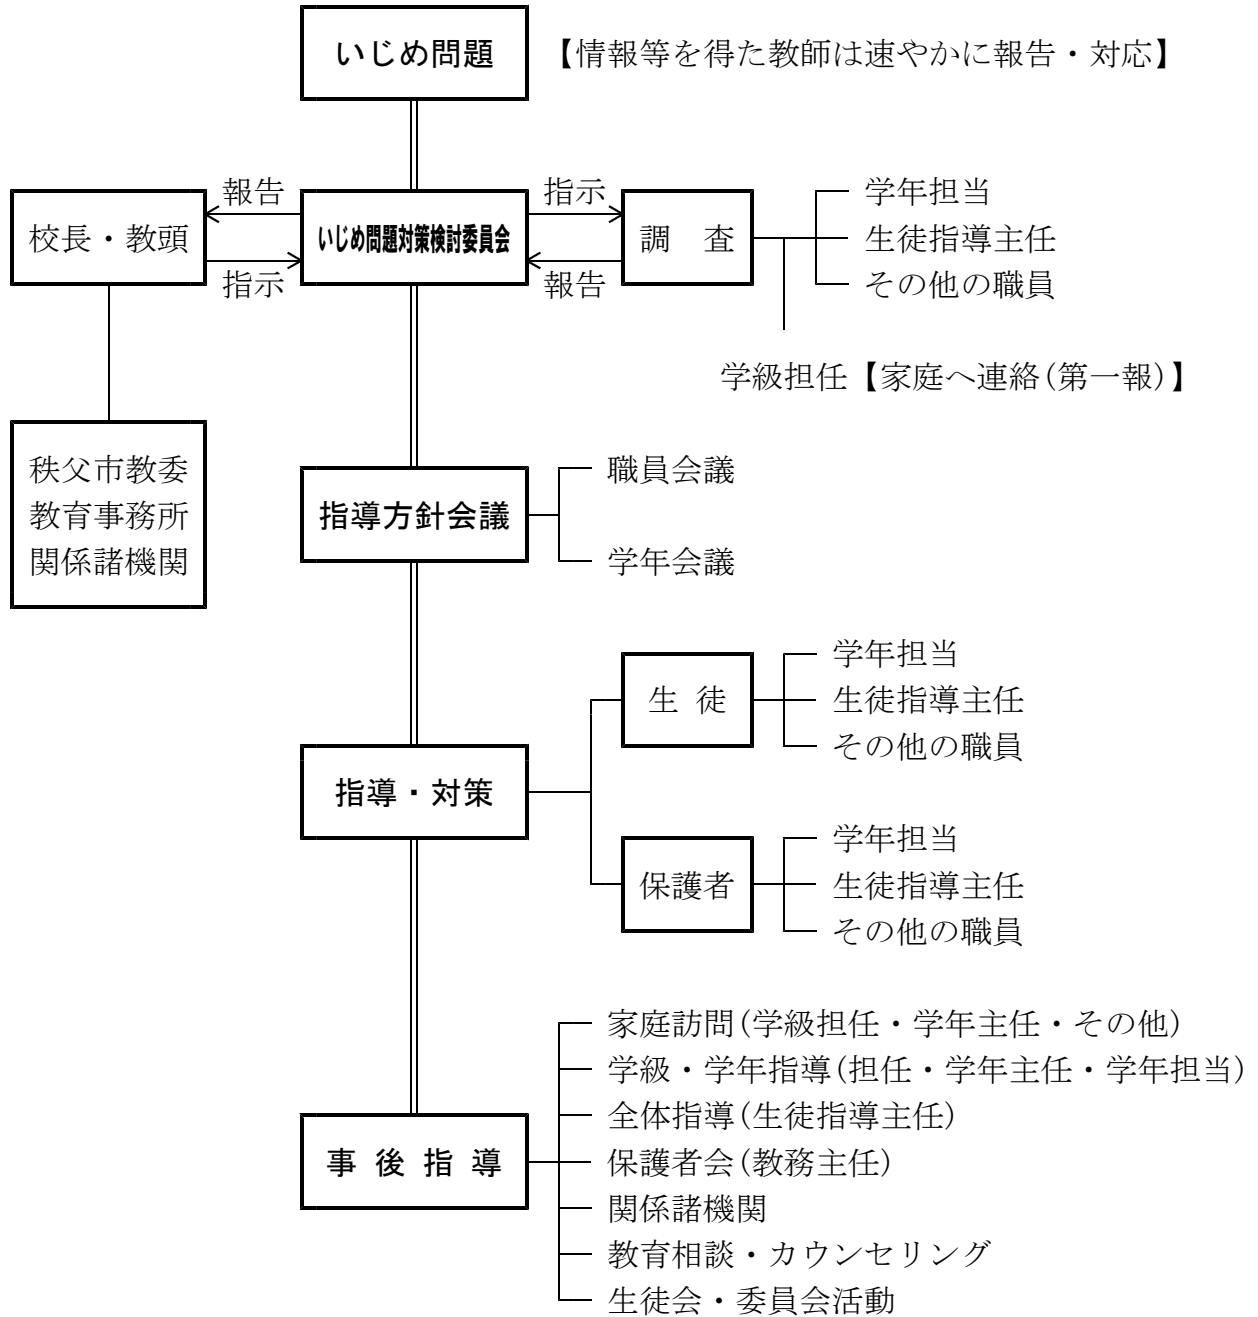 いじめ問題 【情報等を得た教師は速やかに報告・対応】
報告 指示
校長・教頭 いじめ問題対策検討委員会 調 査
指示 報告
学年担当
生徒指導主任
その他の職員
学級担任【家庭へ連絡(第一報)】
秩父市教委
教育事務所
関係諸機関
指導方針会議
職員会議
学年会議
指導・対策
生 徒
学年担当
生徒指導主任
その他の職員
保護者
学年担当
生徒指導主任
その他の職員
事 後 指 導
家庭訪問(学級担任・学年主任・その他)
学級・学年指導(担任・学年主任・学年担当)
全体指導(生徒指導主任)
保護者会(教務主任)
関係諸機関
教育相談・カウンセリング
生徒会・委員会活動